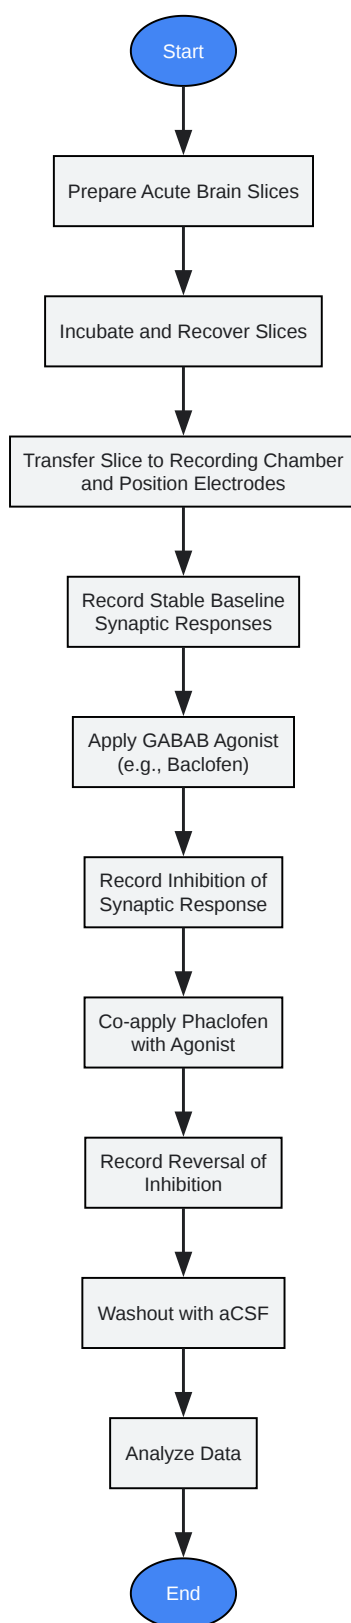 Start
Prepare Acute Brain Slices
Incubate and Recover Slices
Transfer Slice to Recording Chamber
and Position Electrodes
Record Stable Baseline
Synaptic Responses
Apply GABAB Agonist
(e.g., Baclofen)
Record Inhibition of
Synaptic Response
Co-apply Phaclofen
with Agonist
Record Reversal of
Inhibition
Washout with aCSF
Analyze Data
End